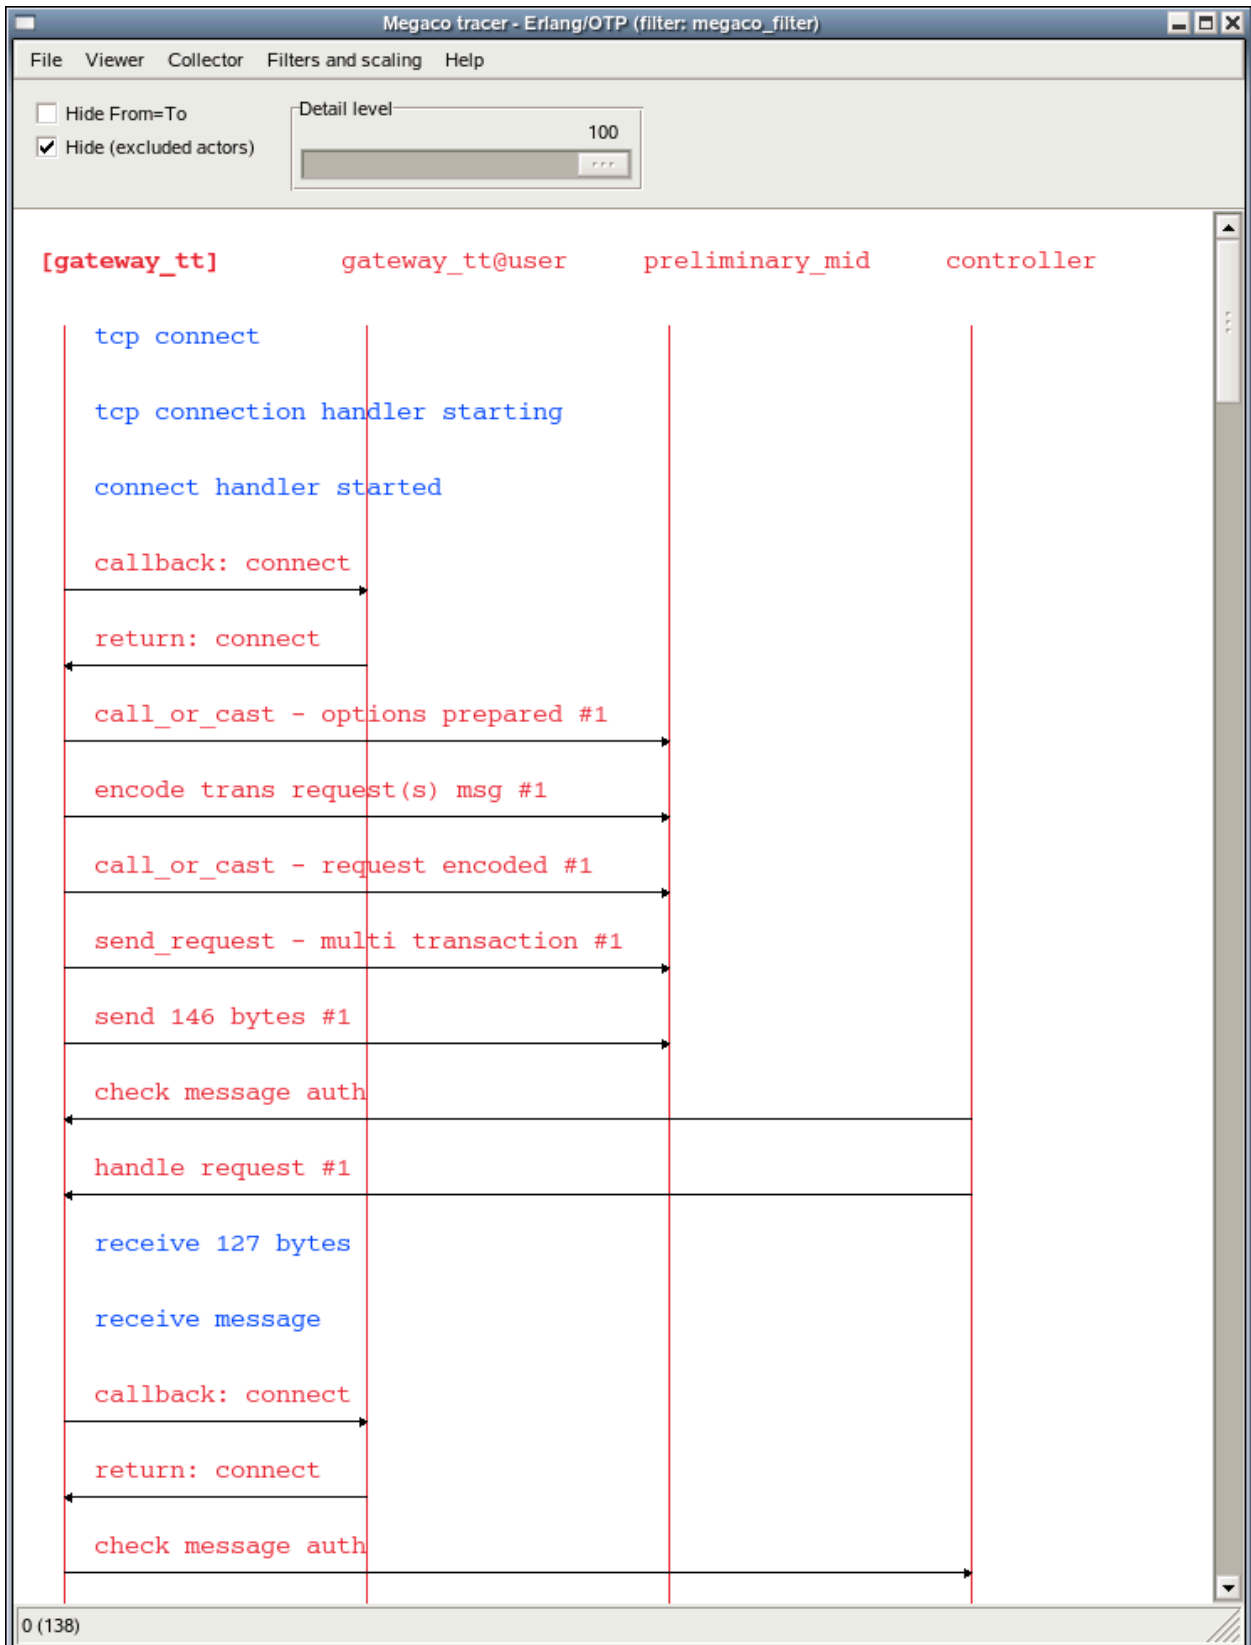 Megaco tracer - Erlang/OTP (filter: megaco_filter)
File Viewer Collector Filters and scaling Help
Hide From=To
Detail level
100
Hide (excluded actors)
[gateway_tt] gateway_tt@user preliminary_mid controller
tcp connect
tcp connection handler starting
connect handler started
callback: connect
return: connect
call_or_cast - options prepared #1
encode trans request(s) msg #1
call_or_cast - request encoded #1
send_request - multi transaction #1
send 146 bytes #1
check message auth
handle request #1
receive 127 bytes
receive message
callback: connect
return: connect
check message auth
0 (138)